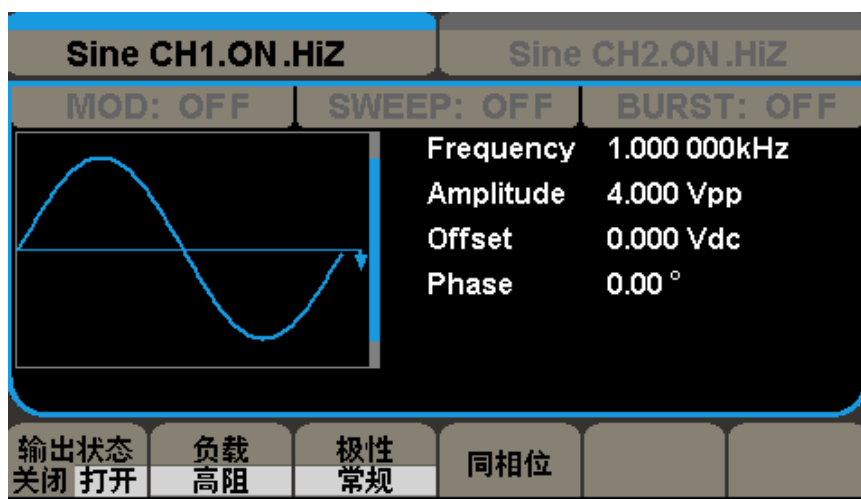 Sine CH1.ON.HiZ Sine CH2.ON.HiZ
MOD: OFF SWEEP: OFF BURST: OFF
Frequency 1.000 000kHz
Amplitude 4.000 Vpp
Offset 0.000 Vdc
Phase 0.00 °
输出状态 负载 极性 同相位
关闭 打开 高阻 常规